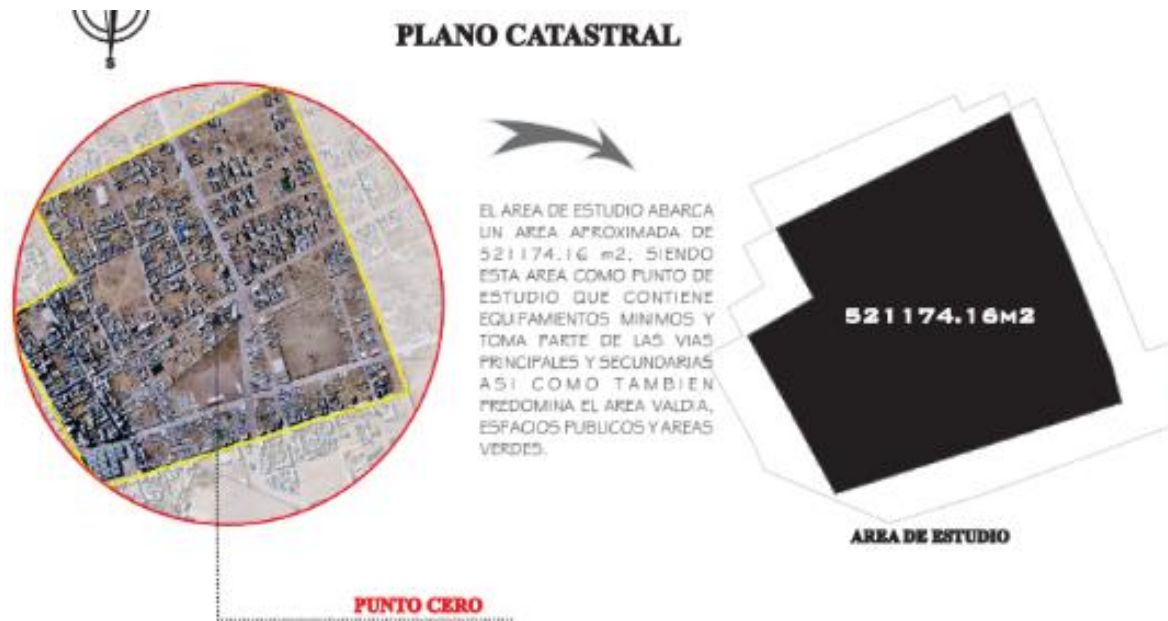 S
PLANO CATASTRAL
EL AREA DE ESTUDIO ABARCA
UN AREA APROXIMADA DE
521174.16 m2, SIENDO
ESTA AREA COMO PUNTO DE
ESTUDIO QUE CONTIENE
EQUIPAMENTOS MINIMOS Y
TOMA PARTE DE LAS VIAS
PRINCIPALES Y SECUNDARIAS
ASI COMO TAMBIEN
PREDOMINA EL AREA VALDIA,
ESPACIOS PUBLICOS Y AREAS
VERDES.
521174.16M2
AREA DE ESTUDIO
PUNTO CERO